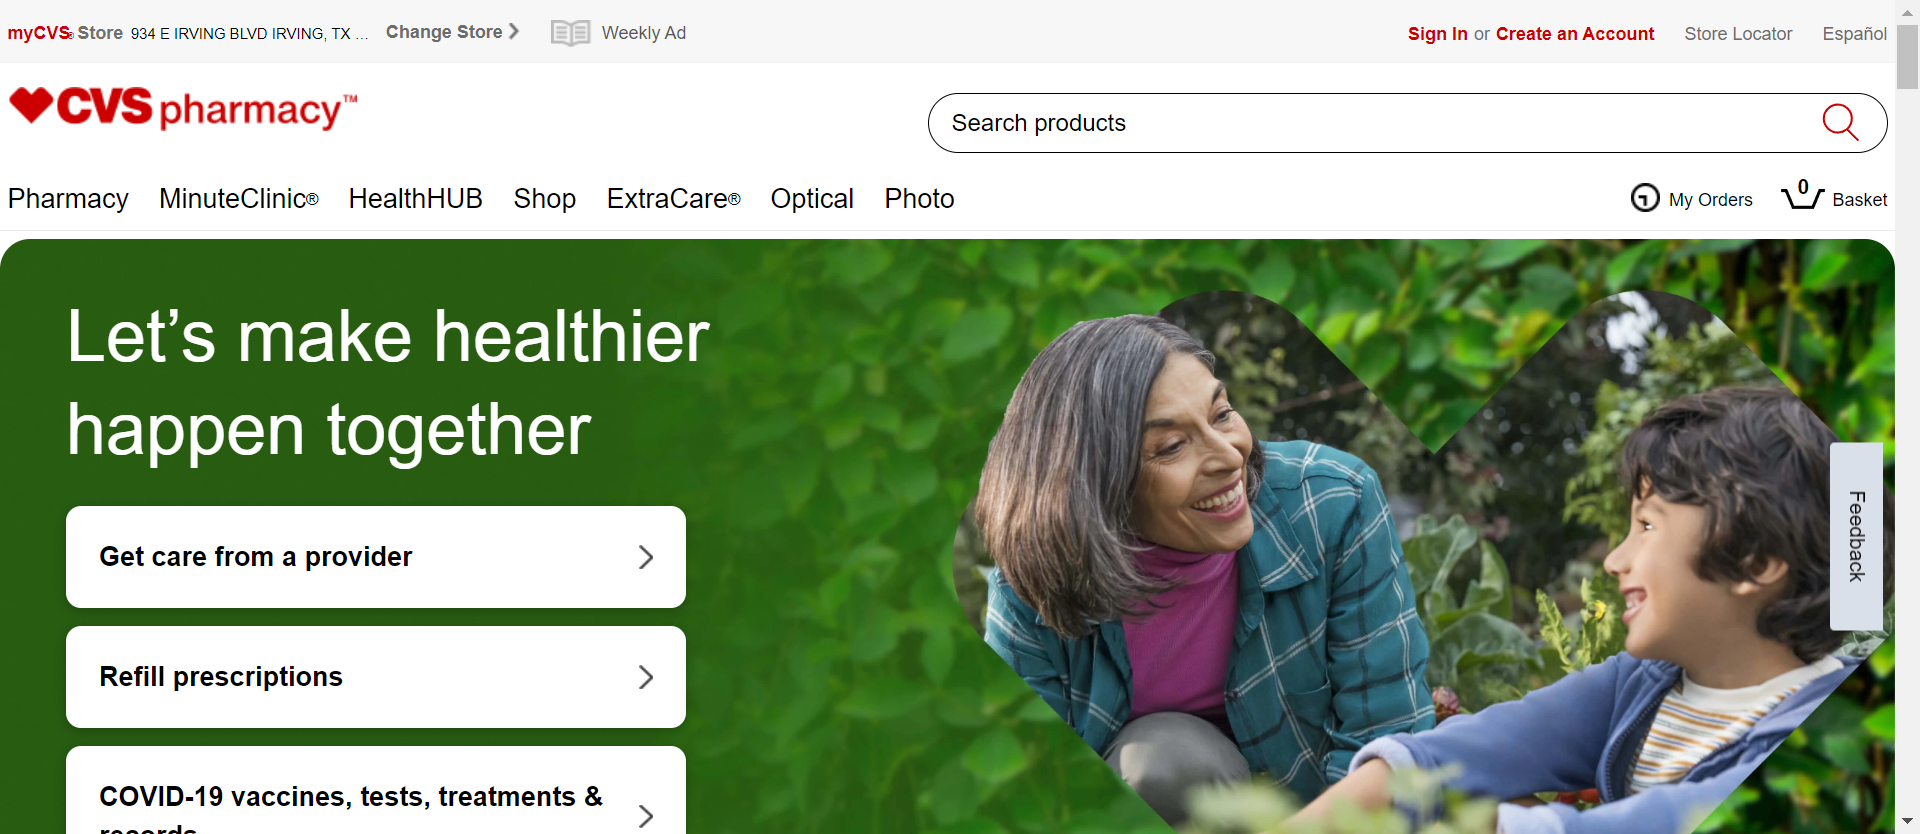 myCVS® Store 934 E IRVING BLVD IRVING, TX ... Change Store Weekly Ad Sign In or Create an Account Store Locator Español
CVS pharmacy™
Search products
Pharmacy MinuteClinic® HealthHUB Shop ExtraCare® Optical Photo 0 My Orders Basket
Let’s make healthier
happen together
Get care from a provider
Refill prescriptions
COVID-19 vaccines, tests, treatments &
records
Feedback